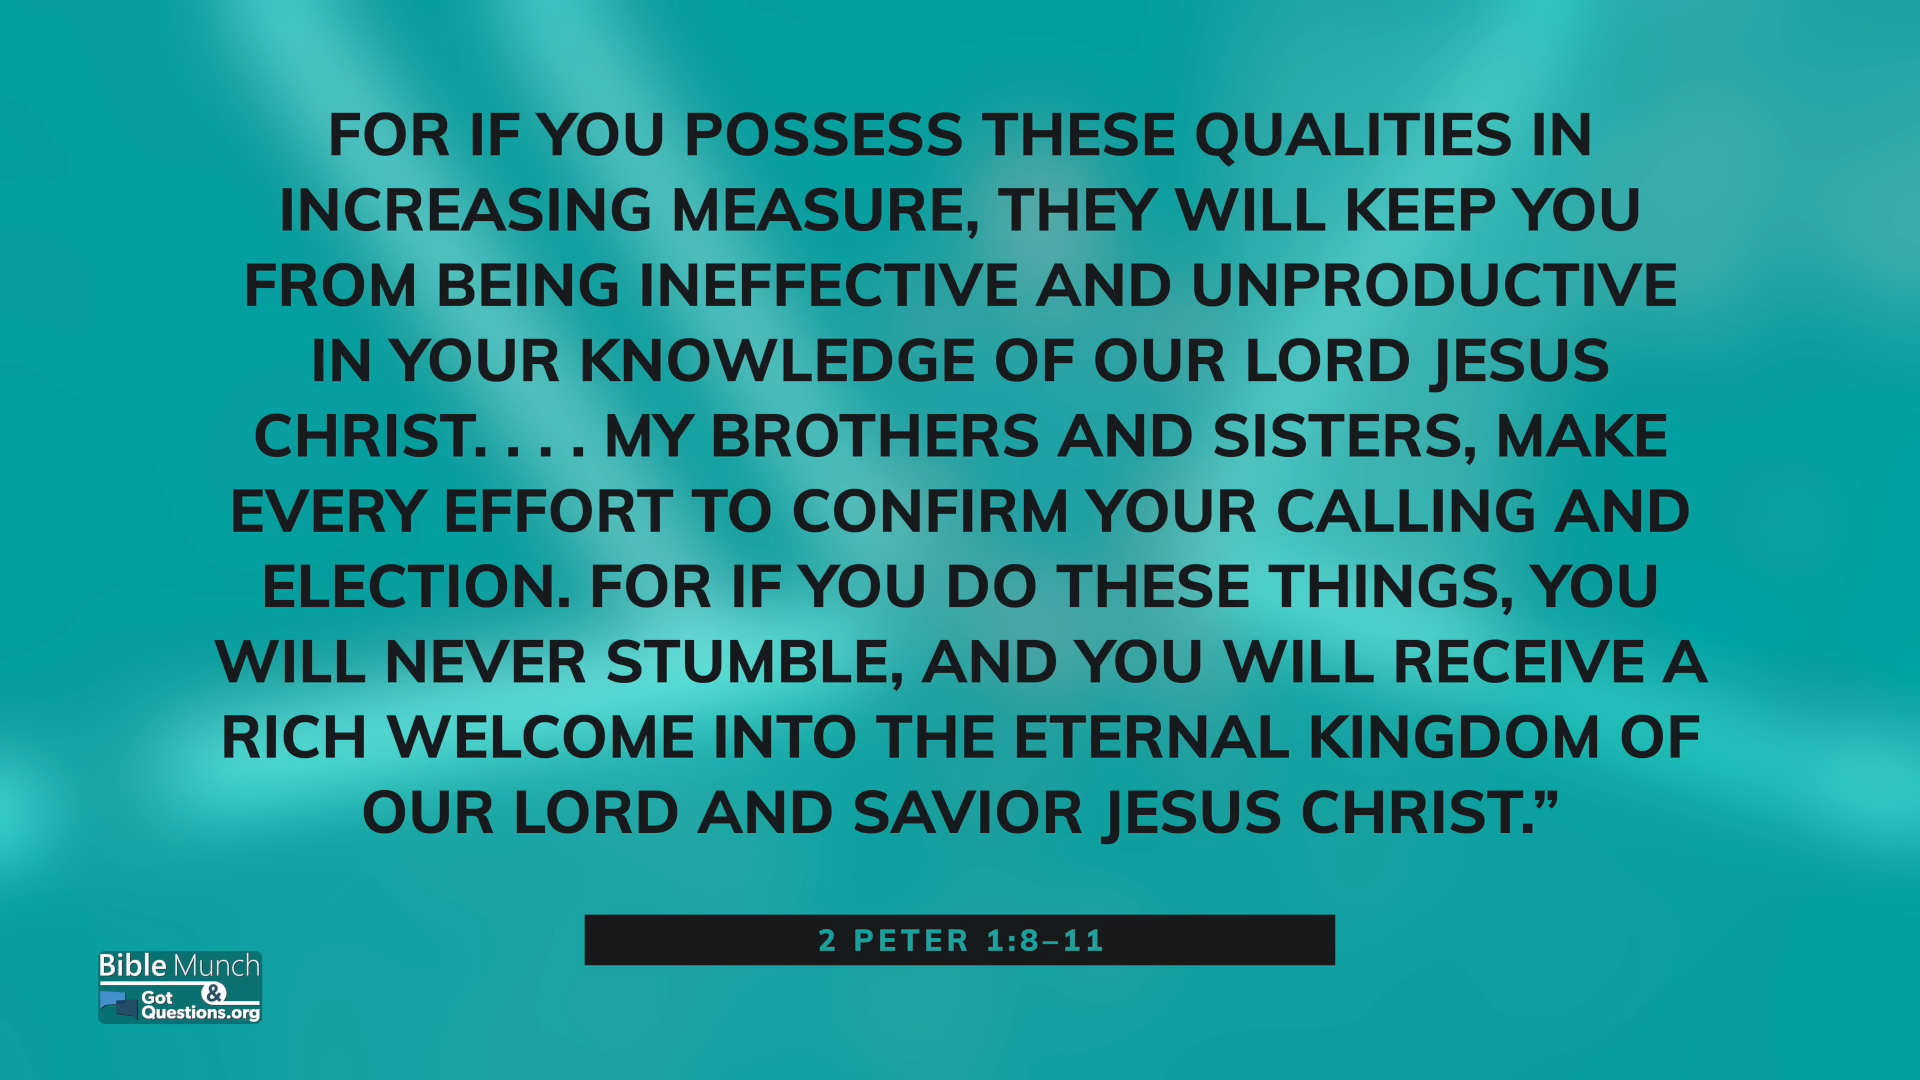 FOR IF YOU POSSESS THESE QUALITIES IN
INCREASING MEASURE, THEY WILL KEEP YOU
FROM BEING INEFFECTIVE AND UNPRODUCTIVE
IN YOUR KNOWLEDGE OF OUR LORD JESUS
CHRIST. . . . MY BROTHERS AND SISTERS, MAKE
EVERY EFFORT TO CONFIRM YOUR CALLING AND
ELECTION. FOR IF YOU DO THESE THINGS, YOU
WILL NEVER STUMBLE, AND YOU WILL RECEIVE A
RICH WELCOME INTO THE ETERNAL KINGDOM OF
OUR LORD AND SAVIOR JESUS CHRIST.”
2 PETER 1:8–11
Bible Munch
&
Got
Questions.org